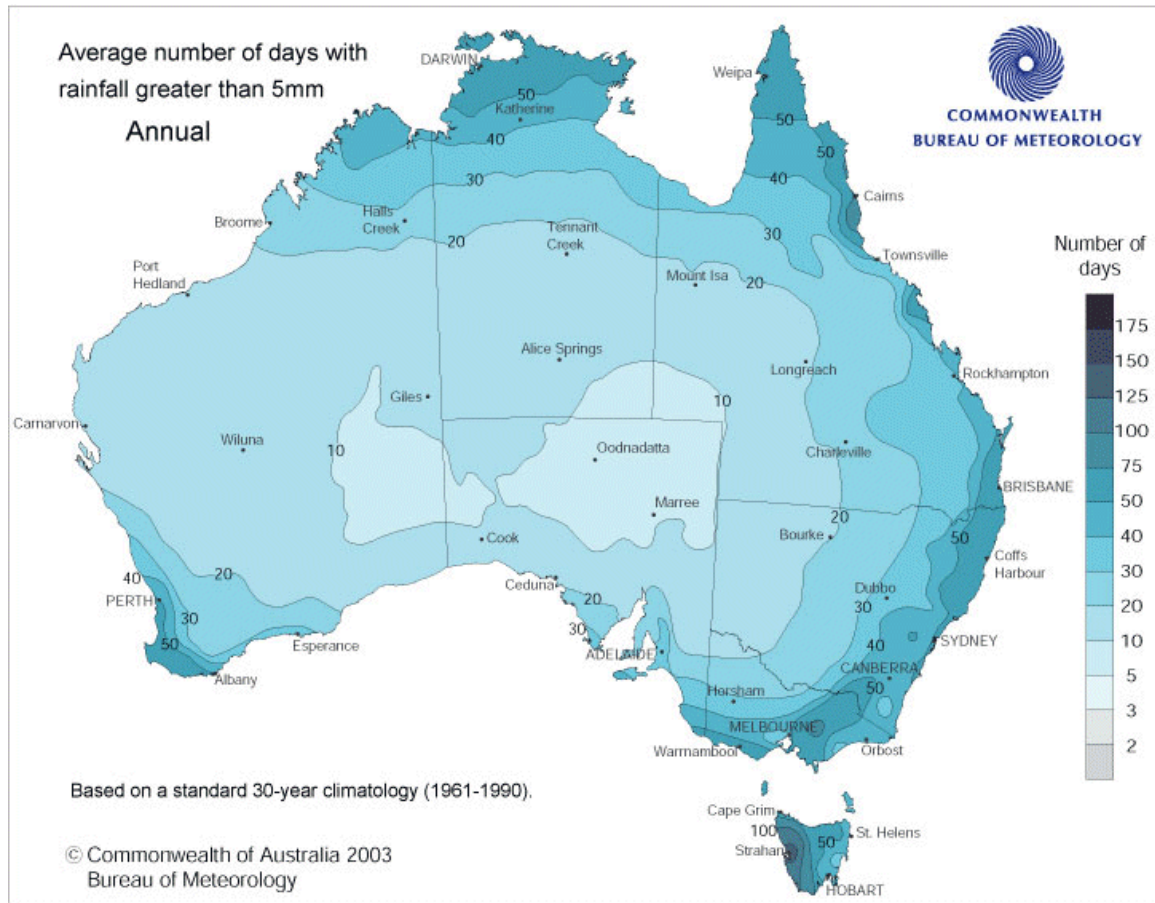 Average number of days with
rainfall greater than 5mm
Annual
COMMONWEALTH
BUREAU OF METEOROLOGY
DARWIN
Weipa
50
Katherine
40
50
50
40
30
Cairns
Halls
Creek
Broome
20
Tennant
Creek
30
Townsville
Number of
days
Port
Hedland
Mount Isa
20
175
150
125
100
75
50
40
30
20
10
5
3
2
Alice Springs
Longreach
Rockhampton
Giles
10
Carnarvon
Wiluna
10
Oodnadatta
Charleville
Marree
BRISBANE
20
Cook
Bourke
50
Coffs
Harbour
40
20
Ceduna
Dubbo
PERTH
30
20
30
50
Esperance
30
ADELAIDE
40
SYDNEY
Albany
CANBERRA
50
Horsham
MELBOURNE
Warrnambool
Orbost
Based on a standard 30-year climatology (1961-1990).
Cape Grim
100
50
St. Helens
Strahan
HOBART
© Commonwealth of Australia 2003
Bureau of Meteorology